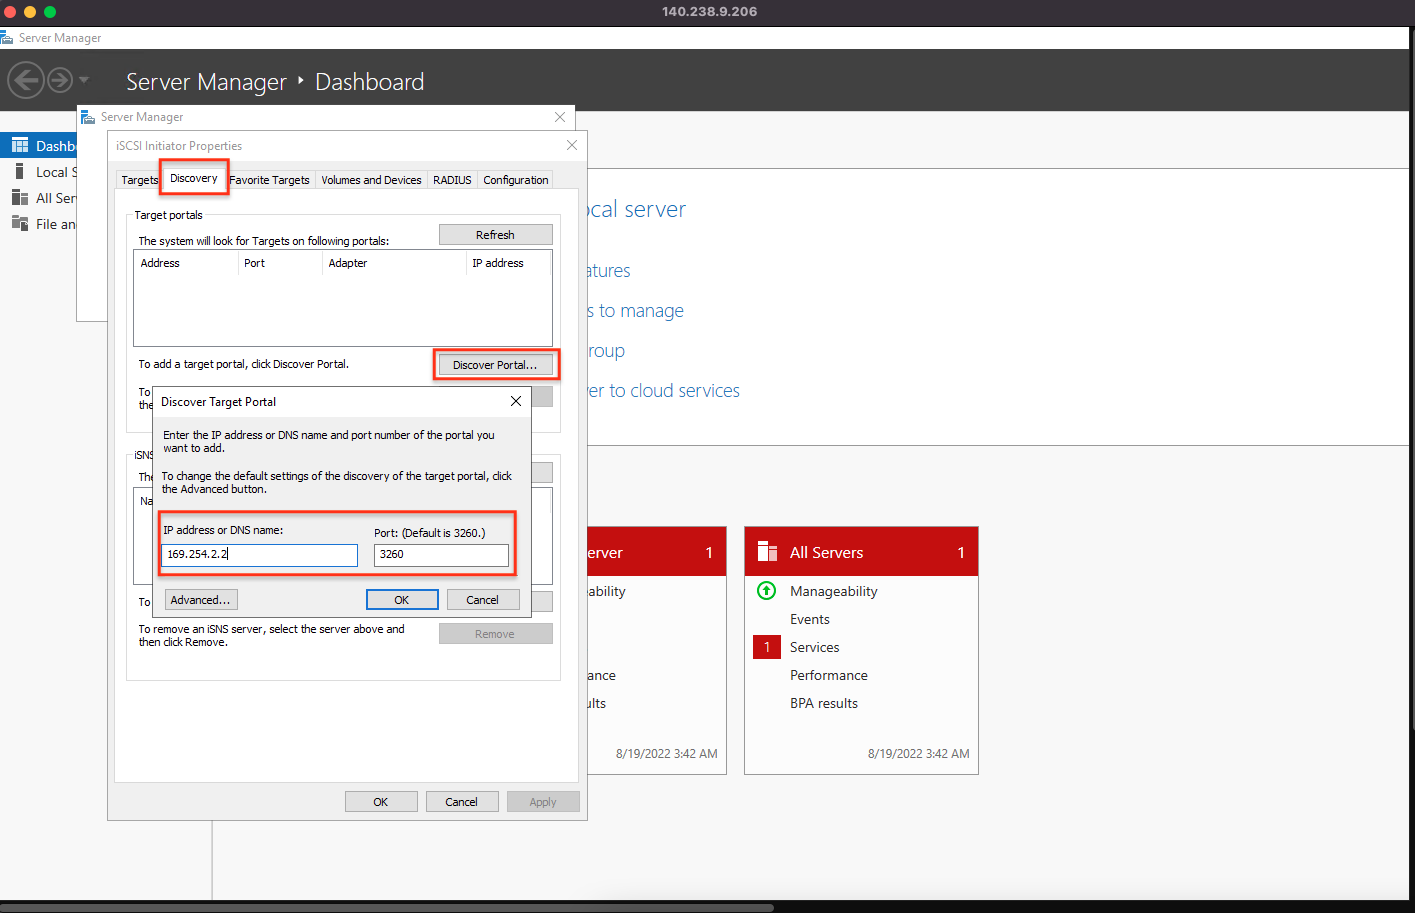 140.238.9.206
Server Manager
Server Manager ‣ Dashboard
Server Manager
Dashb
Local S
All Ser
File an
iSCSI Initiator Properties
Targets Discovery Favorite Targets Volumes and Devices RADIUS Configuration
Target portals
The system will look for Targets on following portals:
Refresh
Address Port Adapter IP address
To add a target portal, click Discover Portal.
Discover Portal...
To
the
Discover Target Portal
Enter the IP address or DNS name and port number of the portal you
want to add.
To change the default settings of the discovery of the target portal, click
the Advanced button.
IP address or DNS name:
Port: (Default is 3260.)
169.254.2.2
3260
Advanced...
OK
Cancel
iSNS
The
Na
To
To remove an iSNS server, select the server above and
then click Remove.
Remove
OK
Cancel
Apply
ocal server
atures
s to manage
roup
er to cloud services
erver 1
ability
ance
ults
8/19/2022 3:42 AM
All Servers 1
Manageability
Events
1 Services
Performance
BPA results
8/19/2022 3:42 AM